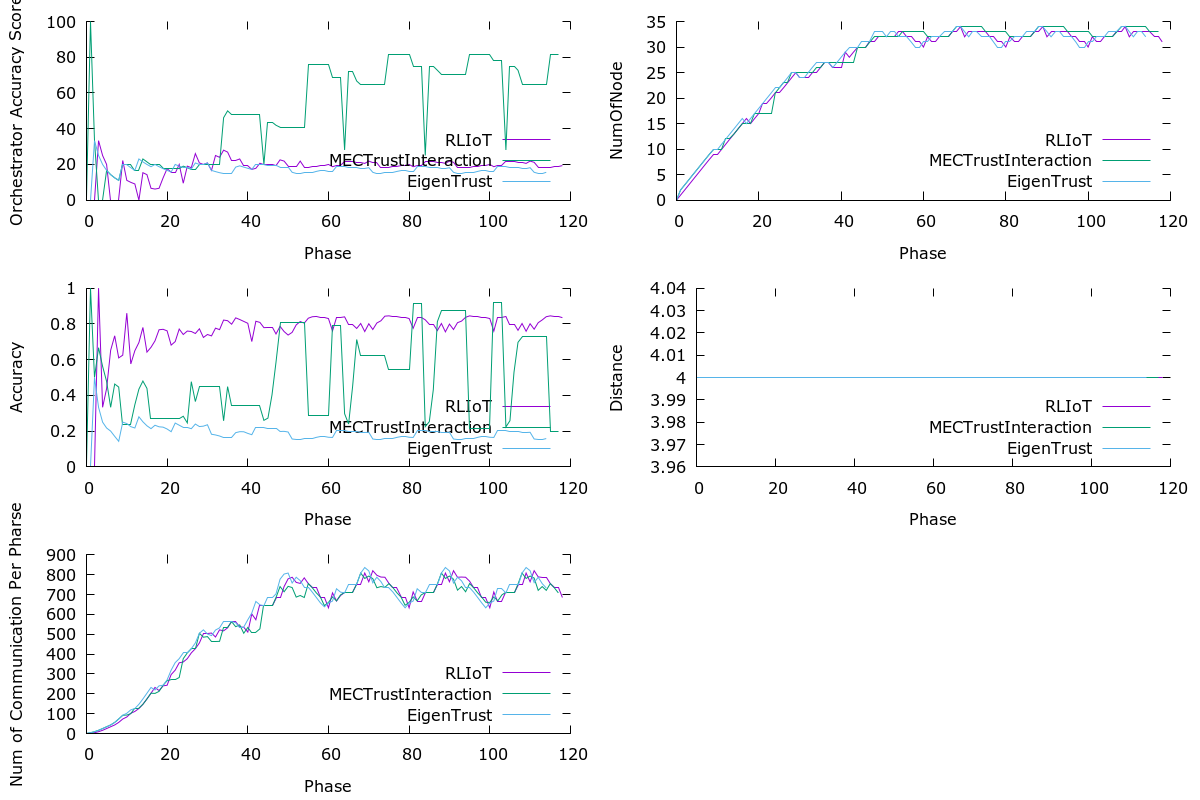 Orchestrator Accuracy Score
100
80
60
40
20
0
RLIoT
MECTrustInteraction
EigenTrust
0 20 40 60 80 100 120
Phase
NumOfNode
35
30
25
20
15
10
5
0
RLIoT
MECTrustInteraction
EigenTrust
0 20 40 60 80 100 120
Phase
Accuracy
1
0.8
0.6
0.4
0.2
0
RLIoT
MECTrustInteraction
EigenTrust
0 20 40 60 80 100 120
Phase
Distance
4.04
4.03
4.02
4.01
4
3.99
3.98
3.97
3.96
RLIoT
MECTrustInteraction
EigenTrust
0 20 40 60 80 100 120
Phase
Num of Communication Per Pharse
900
800
700
600
500
400
300
200
100
0
RLIoT
MECTrustInteraction
EigenTrust
0 20 40 60 80 100 120
Phase